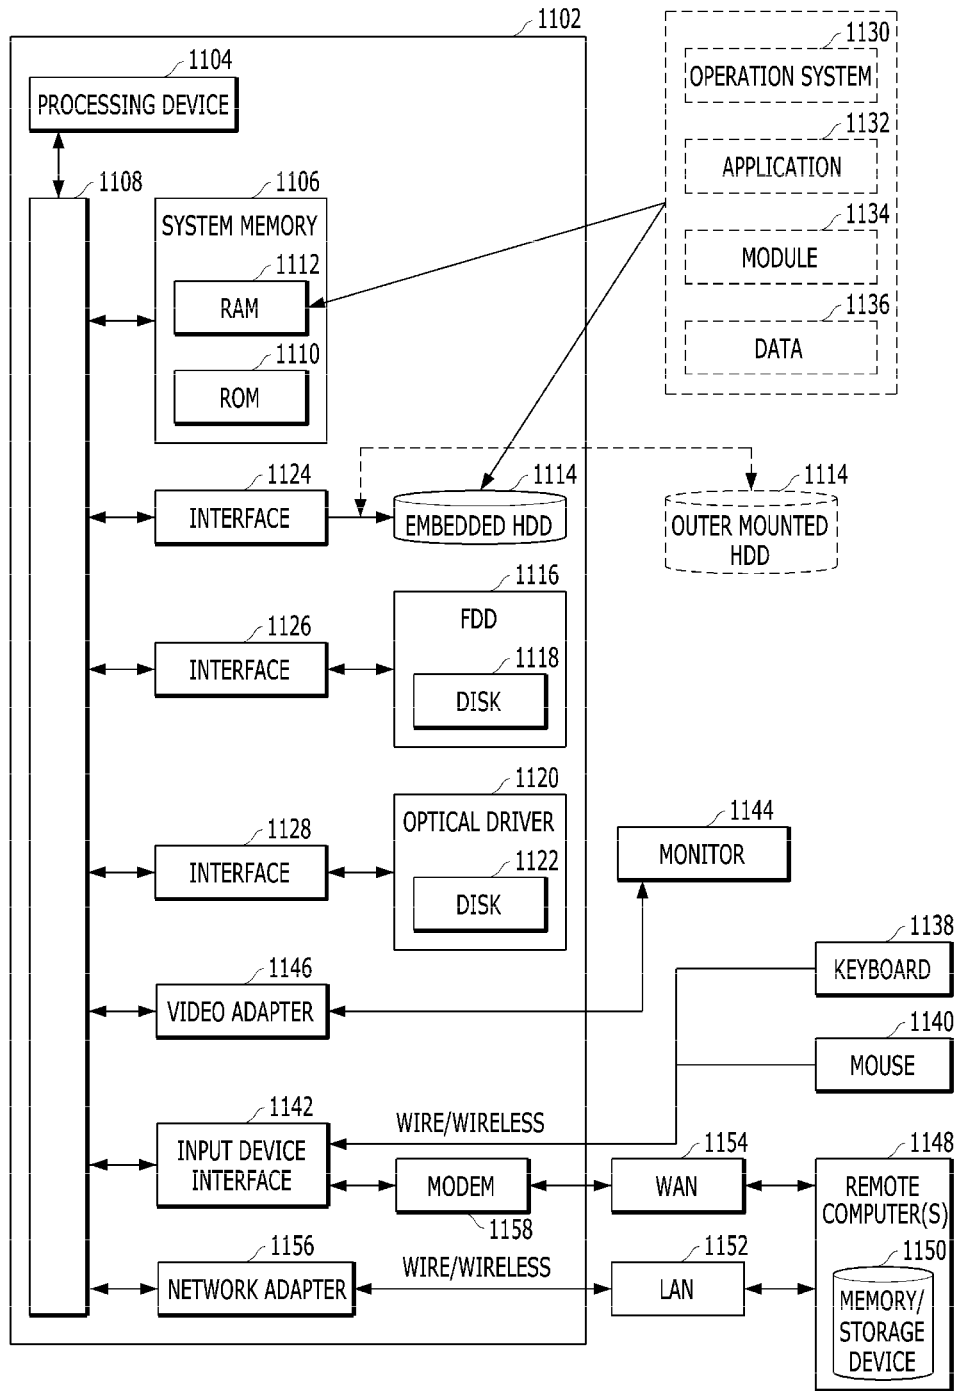 1102
1104
PROCESSING DEVICE
1108
1106
SYSTEM MEMORY
1112
RAM
1110
ROM
1130
OPERATION SYSTEM
1132
APPLICATION
1134
MODULE
1136
DATA
1124
INTERFACE
1114
EMBEDDED HDD
1114
OUTER MOUNTED
HDD
1116
FDD
1126
INTERFACE
1118
DISK
1120
OPTICAL DRIVER
1128
INTERFACE
1122
DISK
1144
MONITOR
1146
VIDEO ADAPTER
1138
KEYBOARD
1140
MOUSE
1142
INPUT DEVICE
INTERFACE
WIRE/WIRELESS
MODEM
1158
1154
WAN
1148
REMOTE
COMPUTER(S)
1156
NETWORK ADAPTER
WIRE/WIRELESS
1152
LAN
1150
MEMORY/
STORAGE
DEVICE